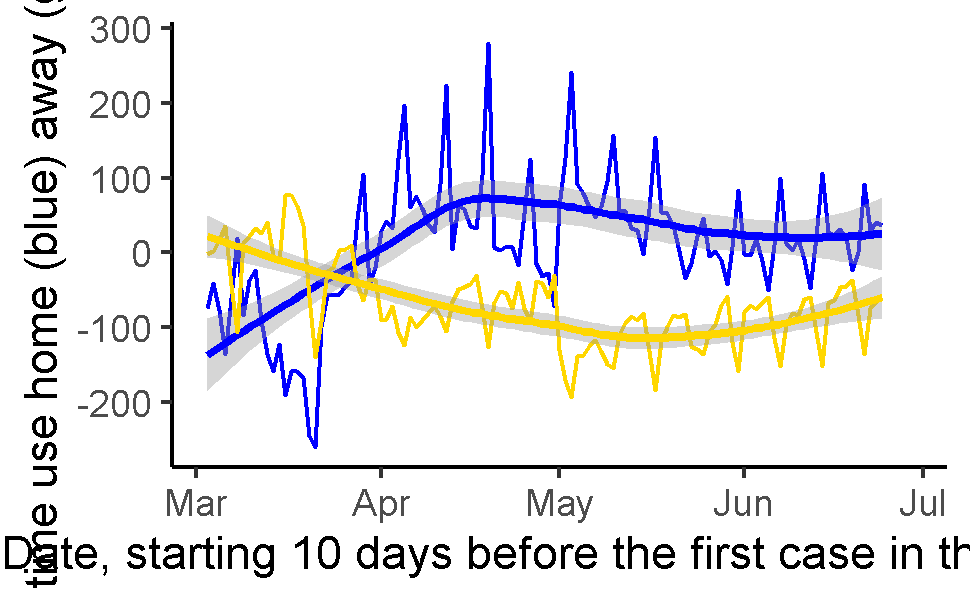 time use home (blue) away (
300
200
100
0
-100
-200
Mar Apr May Jun Jul
Date, starting 10 days before the first case in th